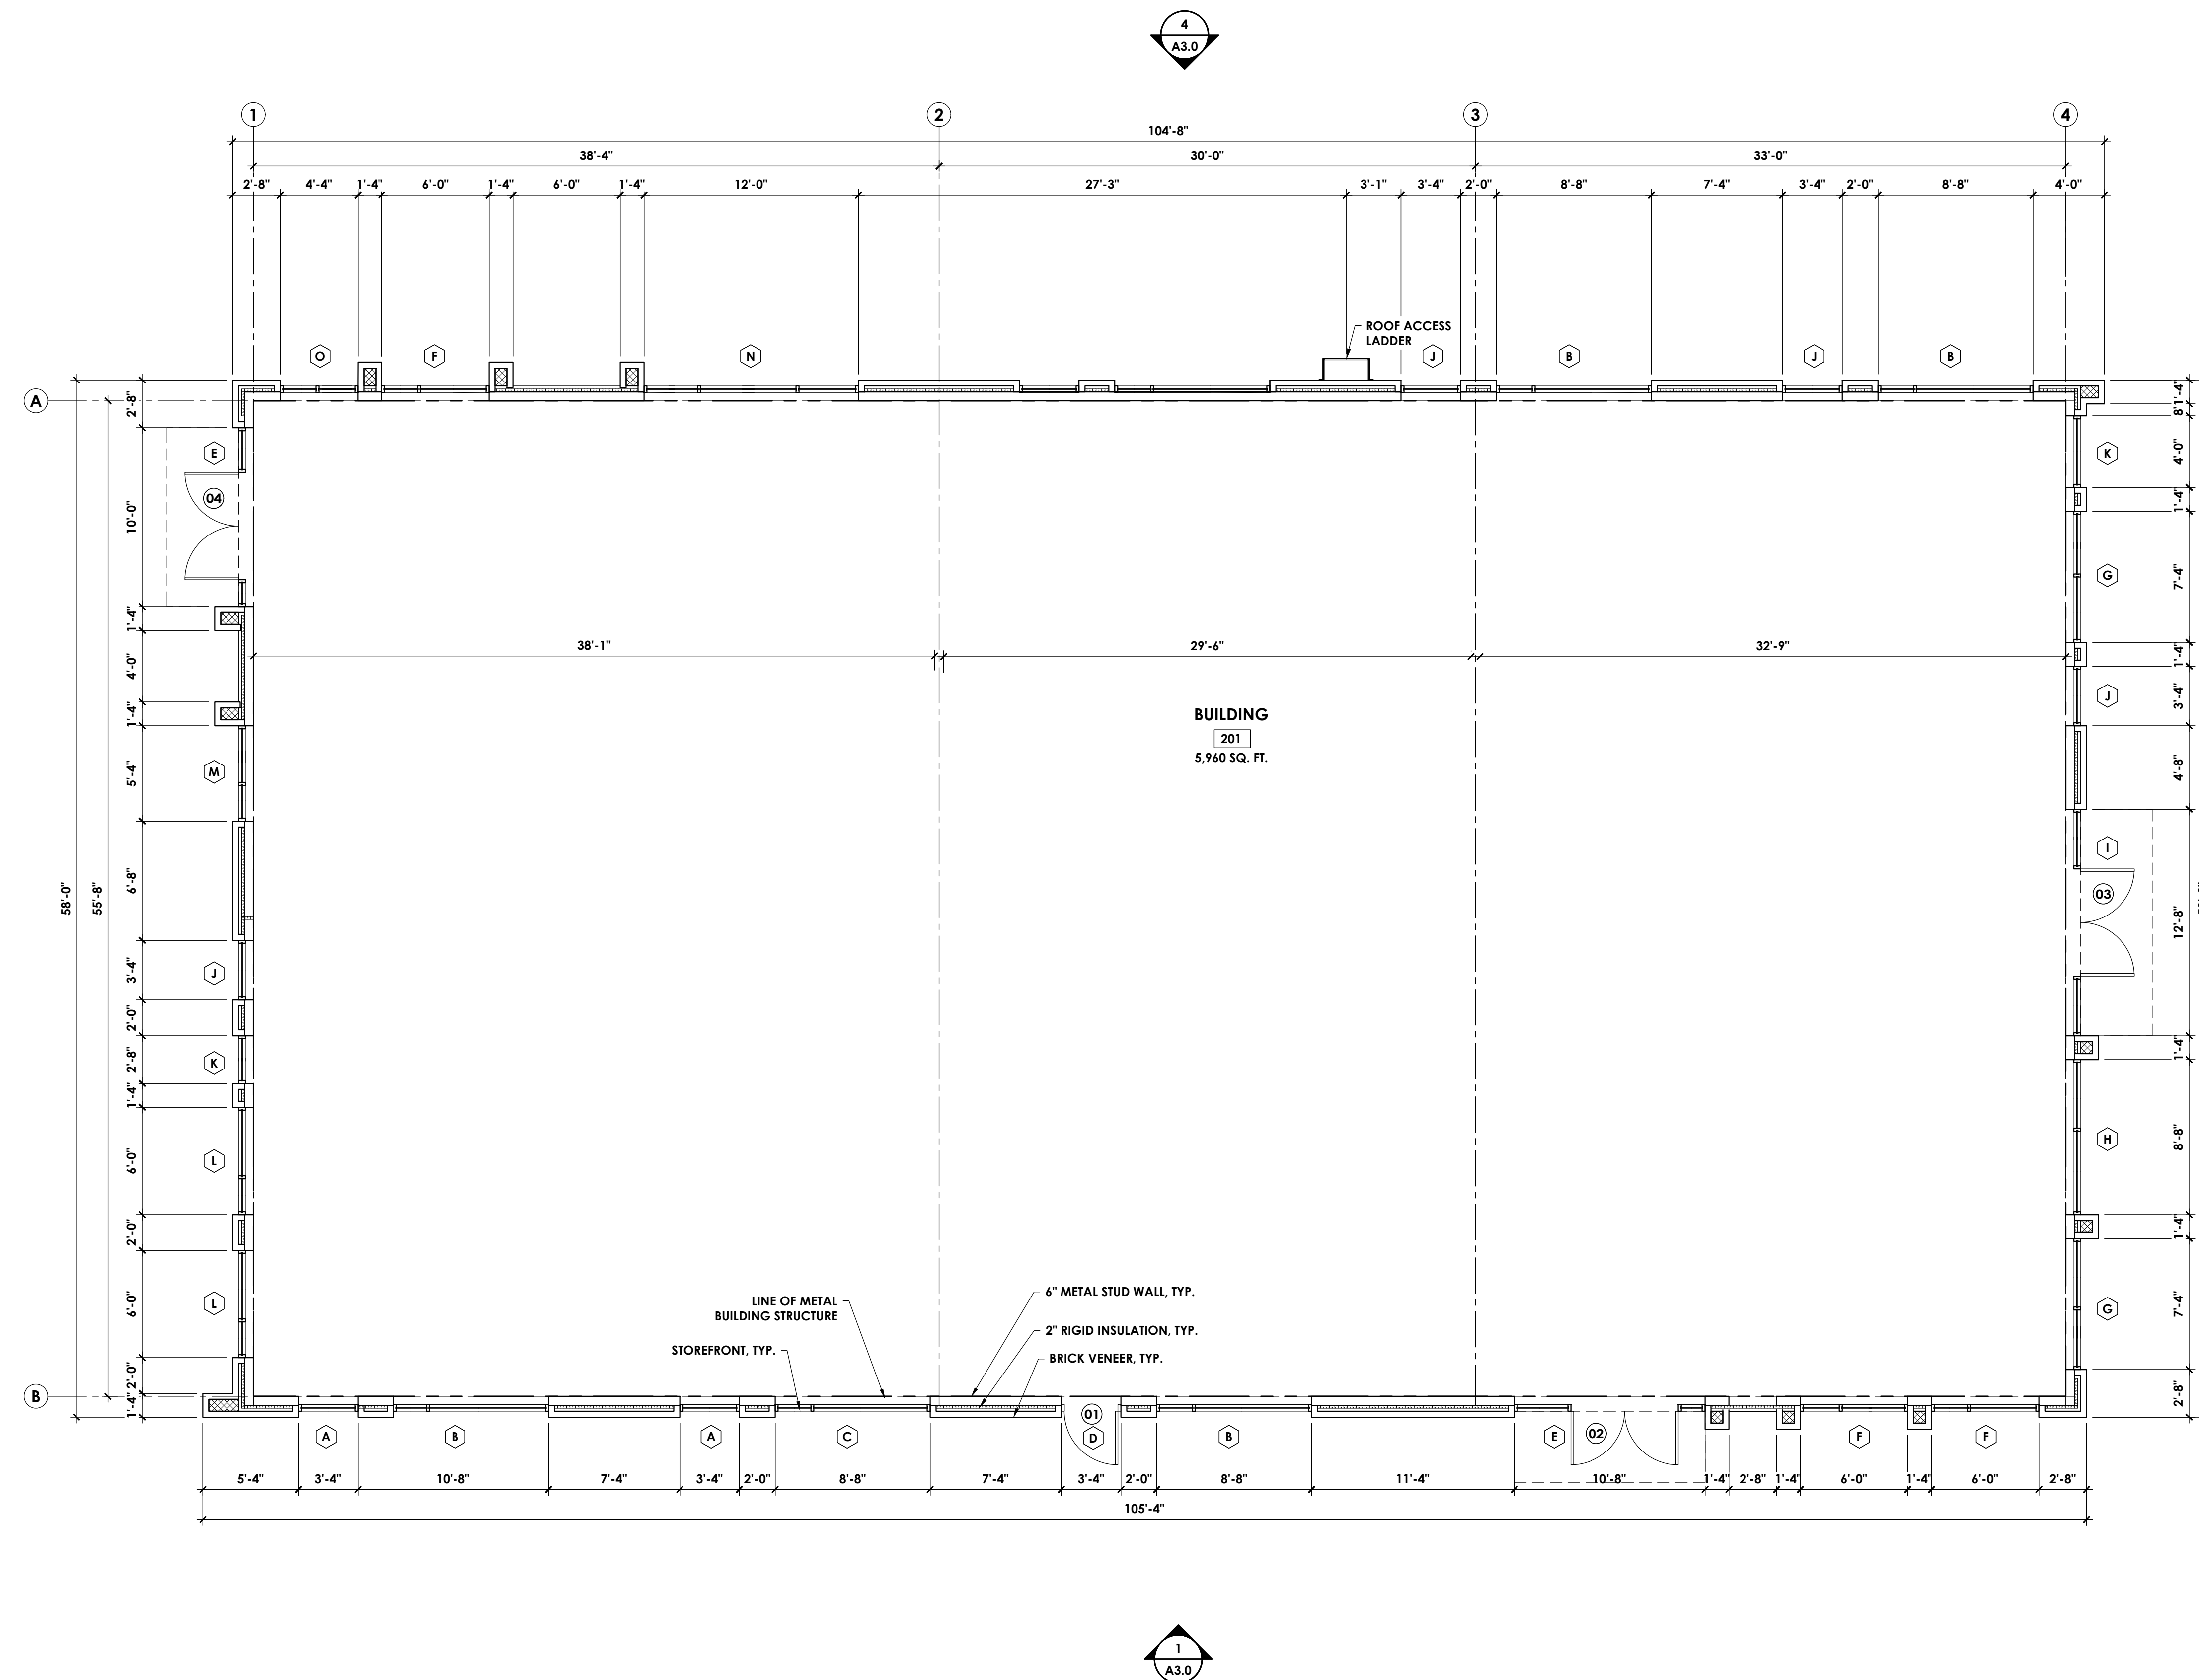 4
A3.0
1
2
3
4
104'-8"
38'-4"
30'-0"
33'-0"
2'-8"
4'-4"
1'-4"
6'-0"
1'-4"
6'-0"
1'-4"
12'-0"
27'-3"
3'-1"
3'-4"
2'-0"
8'-8"
7'-4"
3'-4"
2'-0"
8'-8"
4'-0"
ROOF ACCESS
LADDER
O
F
N
J
B
J
B
A
2'-8"
10'-0"
1'-4"
4'-0"
1'-4"
5'-4"
6'-8"
3'-4"
2'-0"
2'-8"
1'-4"
6'-0"
2'-0"
6'-0"
2'-0"
1'-4"
58'-0"
55'-8"
E
04
M
J
K
L
L
B
38'-1"
29'-6"
32'-9"
BUILDING
201
5,960 SQ. FT.
1'-4"
8"
4'-0"
1'-4"
7'-4"
1'-4"
3'-4"
4'-8"
12'-8"
1'-4"
8'-8"
1'-4"
7'-4"
2'-8"
K
G
J
I
03
H
G
LINE OF METAL
BUILDING STRUCTURE
STOREFRONT, TYP.
6" METAL STUD WALL, TYP.
2" RIGID INSULATION, TYP.
BRICK VENEER, TYP.
A
B
A
C
01
D
B
E
02
F
F
5'-4"
3'-4"
10'-8"
7'-4"
3'-4"
2'-0"
8'-8"
7'-4"
3'-4"
2'-0"
8'-8"
11'-4"
10'-8"
1'-4"
2'-8"
1'-4"
6'-0"
1'-4"
6'-0"
2'-8"
105'-4"
1
A3.0